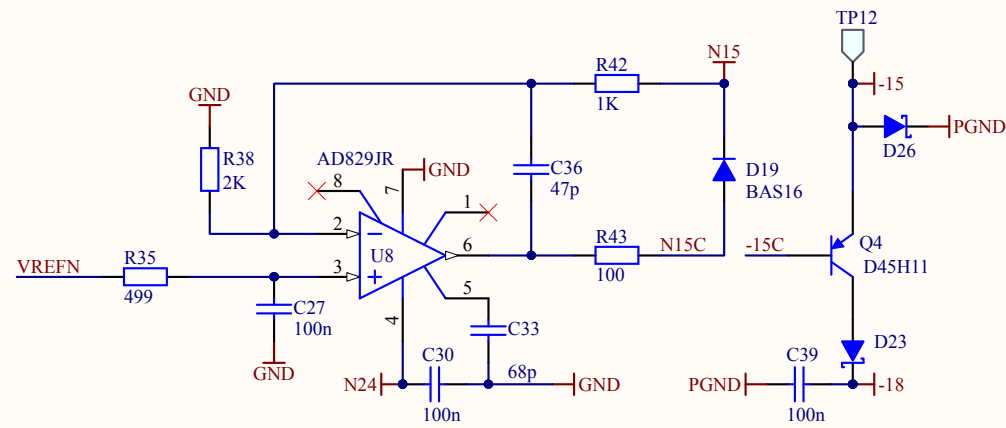 TP12
N15
R42
-15
1K
GND
PGND
AD829JR
R38
2K
8
7
GND
C36
47p
D19
BAS16
D26
1
2
U8
6
R43
N15C
-15C
Q4
D45H11
VREFN
R35
3
100
499
C27
100n
5
4
C33
D23
GND
C30
C39
N24
68p
GND
PGND
-18
100n
100n